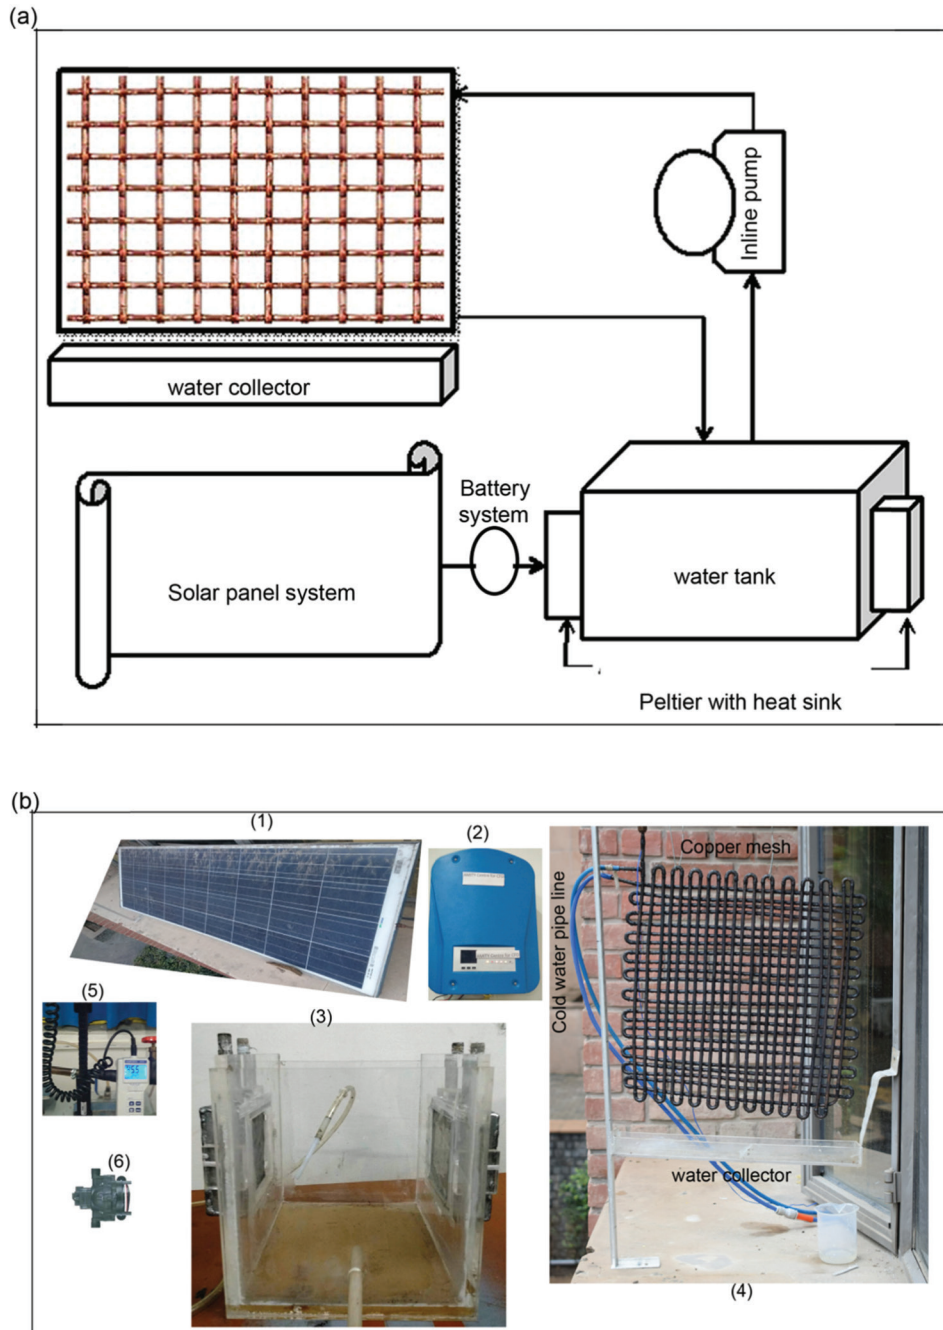 (a)
Inline pump
water collector
Battery
system
Solar panel system
water tank
Peltier with heat sink
(b)
(1)
(2)
Copper mesh
Cold water pipe line
(5)
(3)
(6)
water collector
(4)